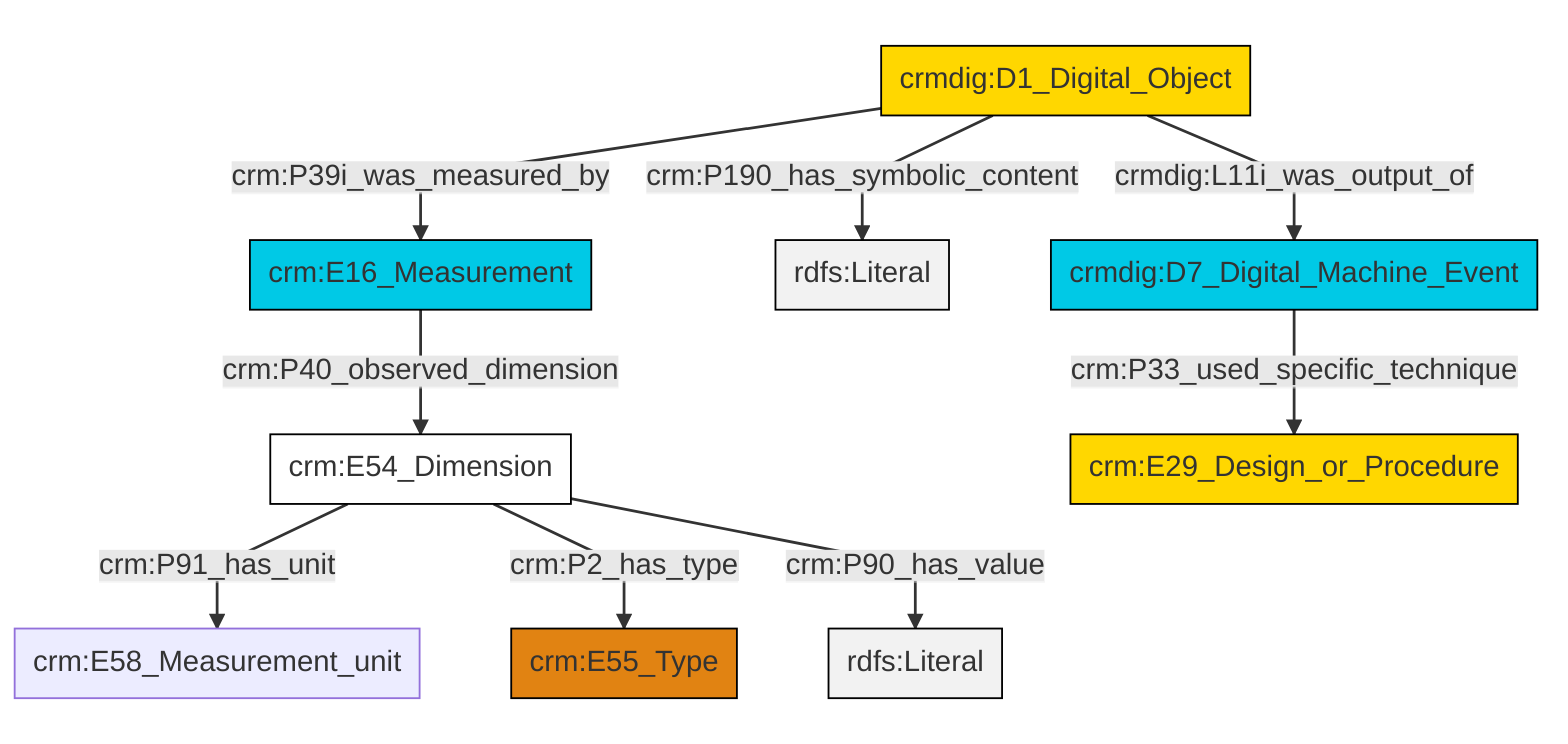 crmdig:D1_Digital_Object
crm:P39i_was_measured_by
crm:P190_has_symbolic_content
crmdig:L11i_was_output_of
crm:E16_Measurement
rdfs:Literal
crmdig:D7_Digital_Machine_Event
crm:P40_observed_dimension
crm:P33_used_specific_technique
crm:E54_Dimension
crm:E29_Design_or_Procedure
crm:P91_has_unit
crm:P2_has_type
crm:P90_has_value
crm:E58_Measurement_unit
crm:E55_Type
rdfs:Literal